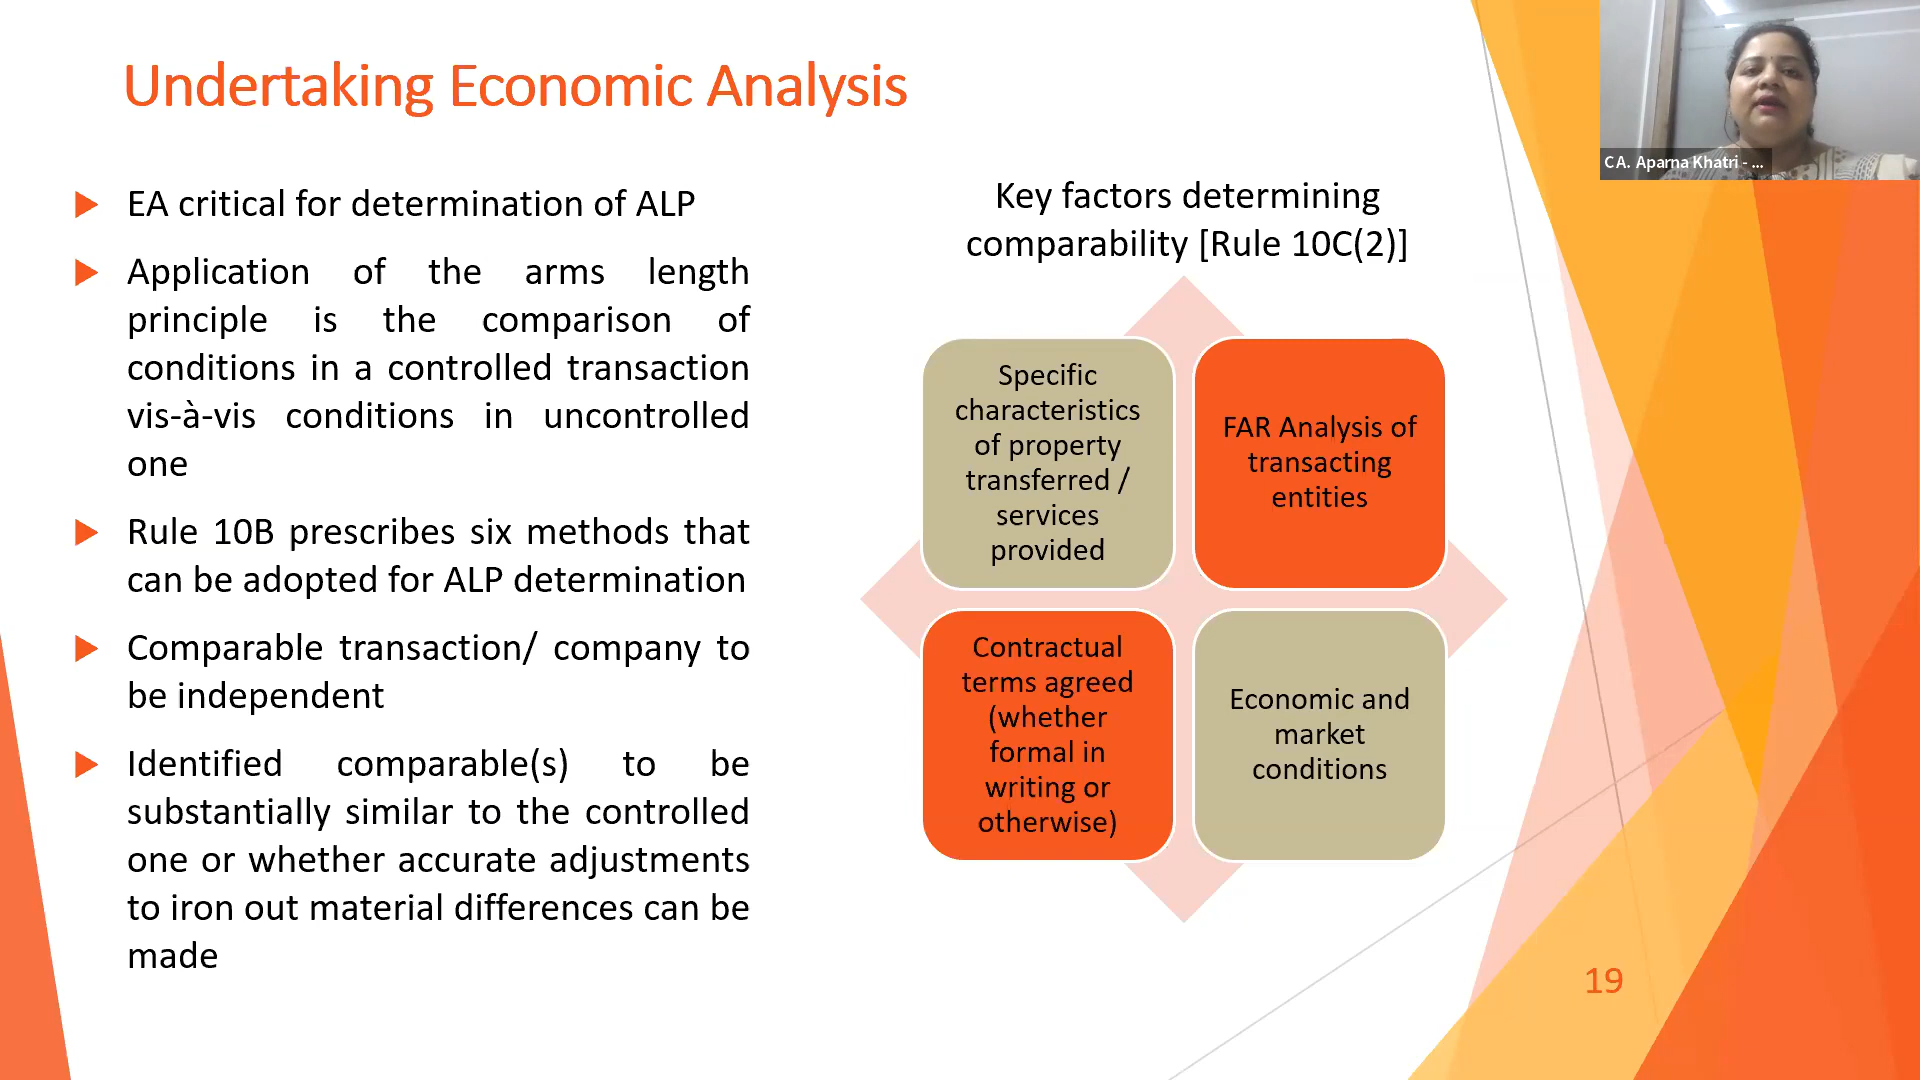 Undertaking Economic Analysis
EA critical for determination of ALP
Application of the arms length
principle is the comparison of
conditions in a controlled transaction
vis-à-vis conditions in uncontrolled
one
Rule 10B prescribes six methods that
can be adopted for ALP determination
Comparable transaction/ company to
be independent
Identified comparable(s) to be
substantially similar to the controlled
one or whether accurate adjustments
to iron out material differences can be
made
Key factors determining
comparability [Rule 10C(2)]
Specific
characteristics
of property
transferred /
services
provided
FAR Analysis of
transacting
entities
Contractual
terms agreed
(whether
formal in
writing or
otherwise)
Economic and
market
conditions
CA. Aparna Khatri - ...
19